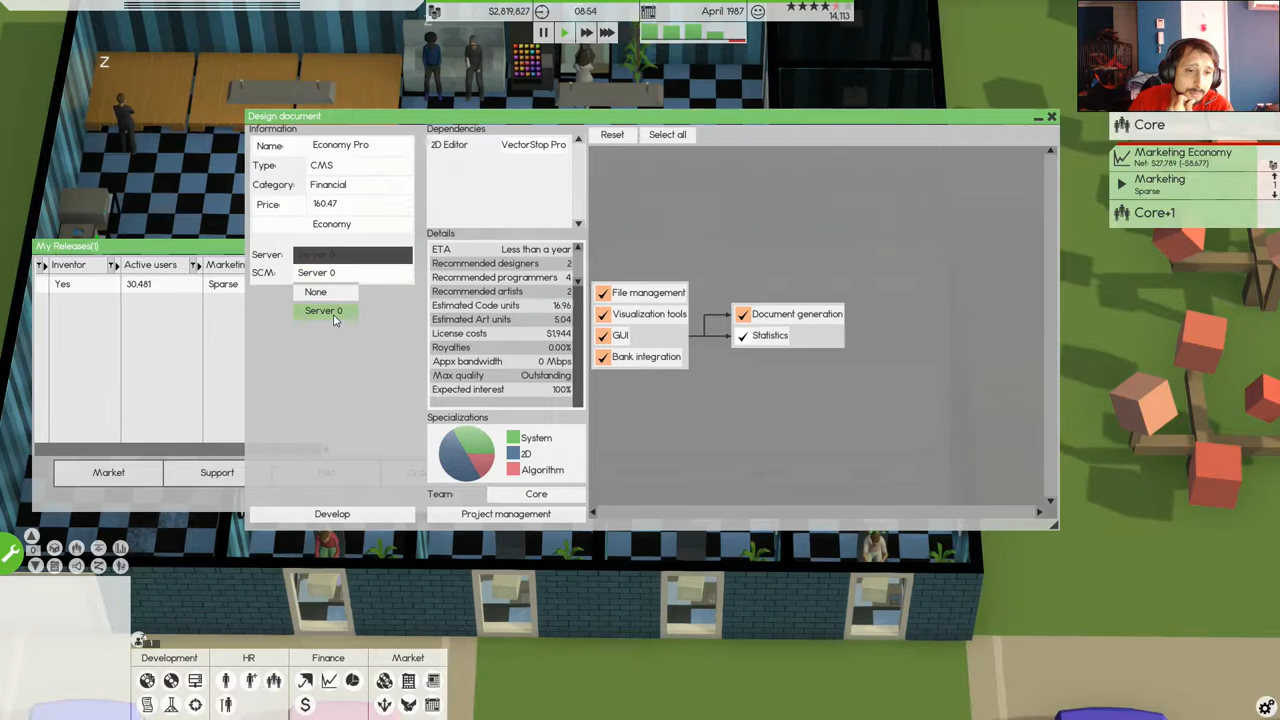 $2,819,827
08:54
April 1987
14,113
Z
Design document
Information
Name: Economy Pro
Type: CMS
Category: Financial
Price: 160.47
Economy
Server: Server 0
SCM: Server 0
None
Server 0
Develop
Dependencies
2D Editor VectorStop Pro
Details
ETA Less than a year
Recommended designers 2
Recommended programmers 4
Recommended artists 2
Estimated Code units 16.96
Estimated Art units 5.04
License costs $1,944
Royalties 0.00%
Appx bandwidth 0 Mbps
Max quality Outstanding
Expected interest 100%
Specializations
System
2D
Algorithm
Team: Core
Project management
Reset Select all
File management
Visualization tools
GUI
Bank integration
Document generation
Statistics
My Releases(1)
Inventor Active users Marketin
Yes 30,481 Sparse
Market Support
Core
Marketing Economy
Net: $27,789 (-$8,677)
Marketing
Sparse
Core+1
Development HR Finance Market